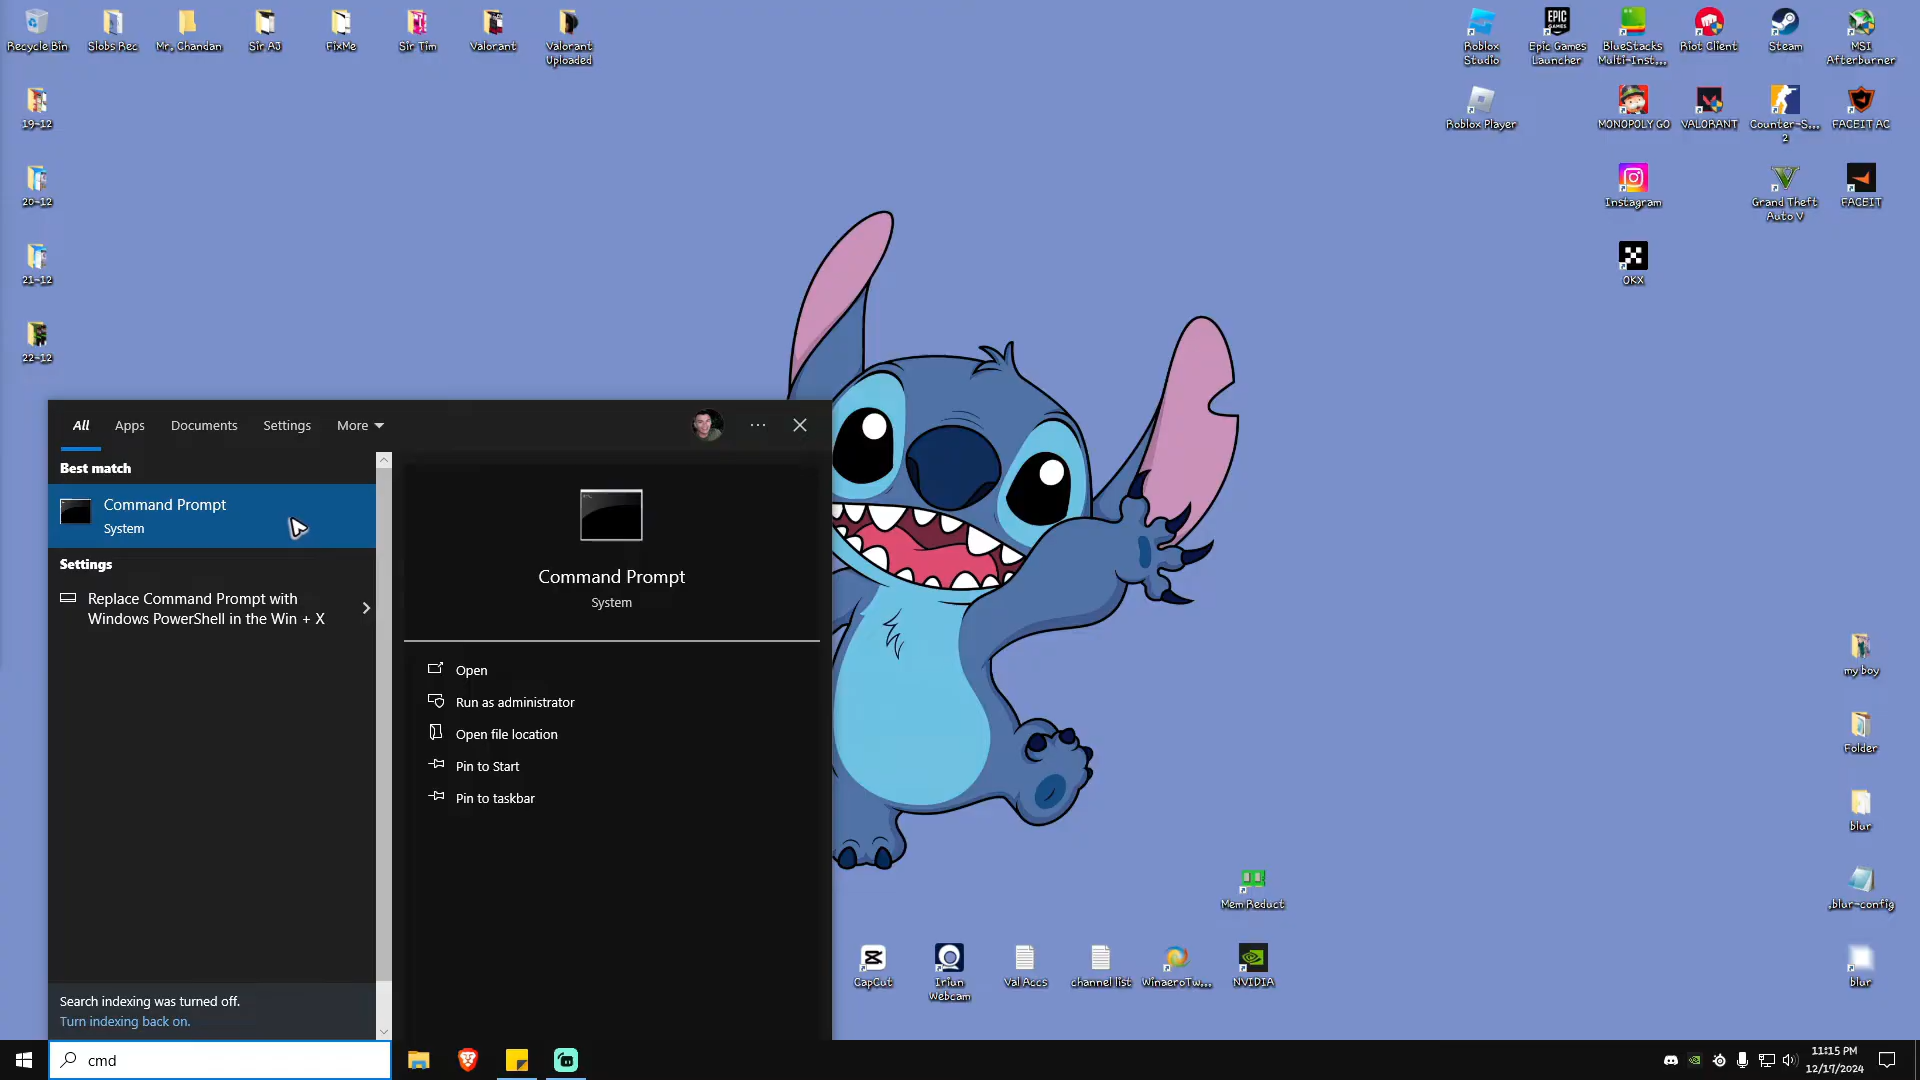 Recycle Bin
Slobs Rec
Mr. Chandan
Sir AJ
FixMe
Sir Tim
Valorant
Valorant
Uploaded
Roblox
Studio
Epic Games
Launcher
BlueStacks
Multi-Inst...
Riot Client
Steam
MSI
Afterburner
19-12
Roblox Player
MONOPOLY GO
VALORANT
Counter-S...
2
FACEIT AC
20-12
Instagram
Grand Theft
Auto V
FACEIT
21-12
OKX
22-12
All
Apps
Documents
Settings
More
Best match
Command Prompt
System
Settings
Replace Command Prompt with
Windows PowerShell in the Win + X
Command Prompt
System
Open
Run as administrator
Open file location
Pin to Start
Pin to taskbar
my boy
Folder
blur
Mem Reduct
.blur-config
CapCut
Iriun
Webcam
Val Accs
channel list
WinaeroTw...
NVIDIA
blur
Search indexing was turned off.
Turn indexing back on.
cmd
11:15 PM
12/17/2024